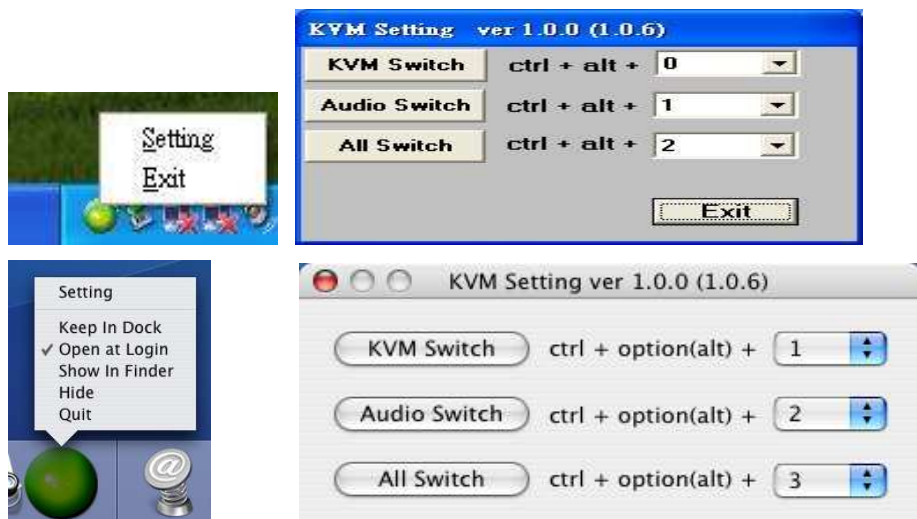 Setting
Exit
KVM Setting ver 1.0.0 (1.0.6)
KVM Switch ctrl + alt + 0
Audio Switch ctrl + alt + 1
All Switch ctrl + alt + 2
Exit
Setting
Keep In Dock
✓ Open at Login
Show In Finder
Hide
Quit
@
KVM Setting ver 1.0.0 (1.0.6)
KVM Switch ctrl + option(alt) + 1
Audio Switch ctrl + option(alt) + 2
All Switch ctrl + option(alt) + 3